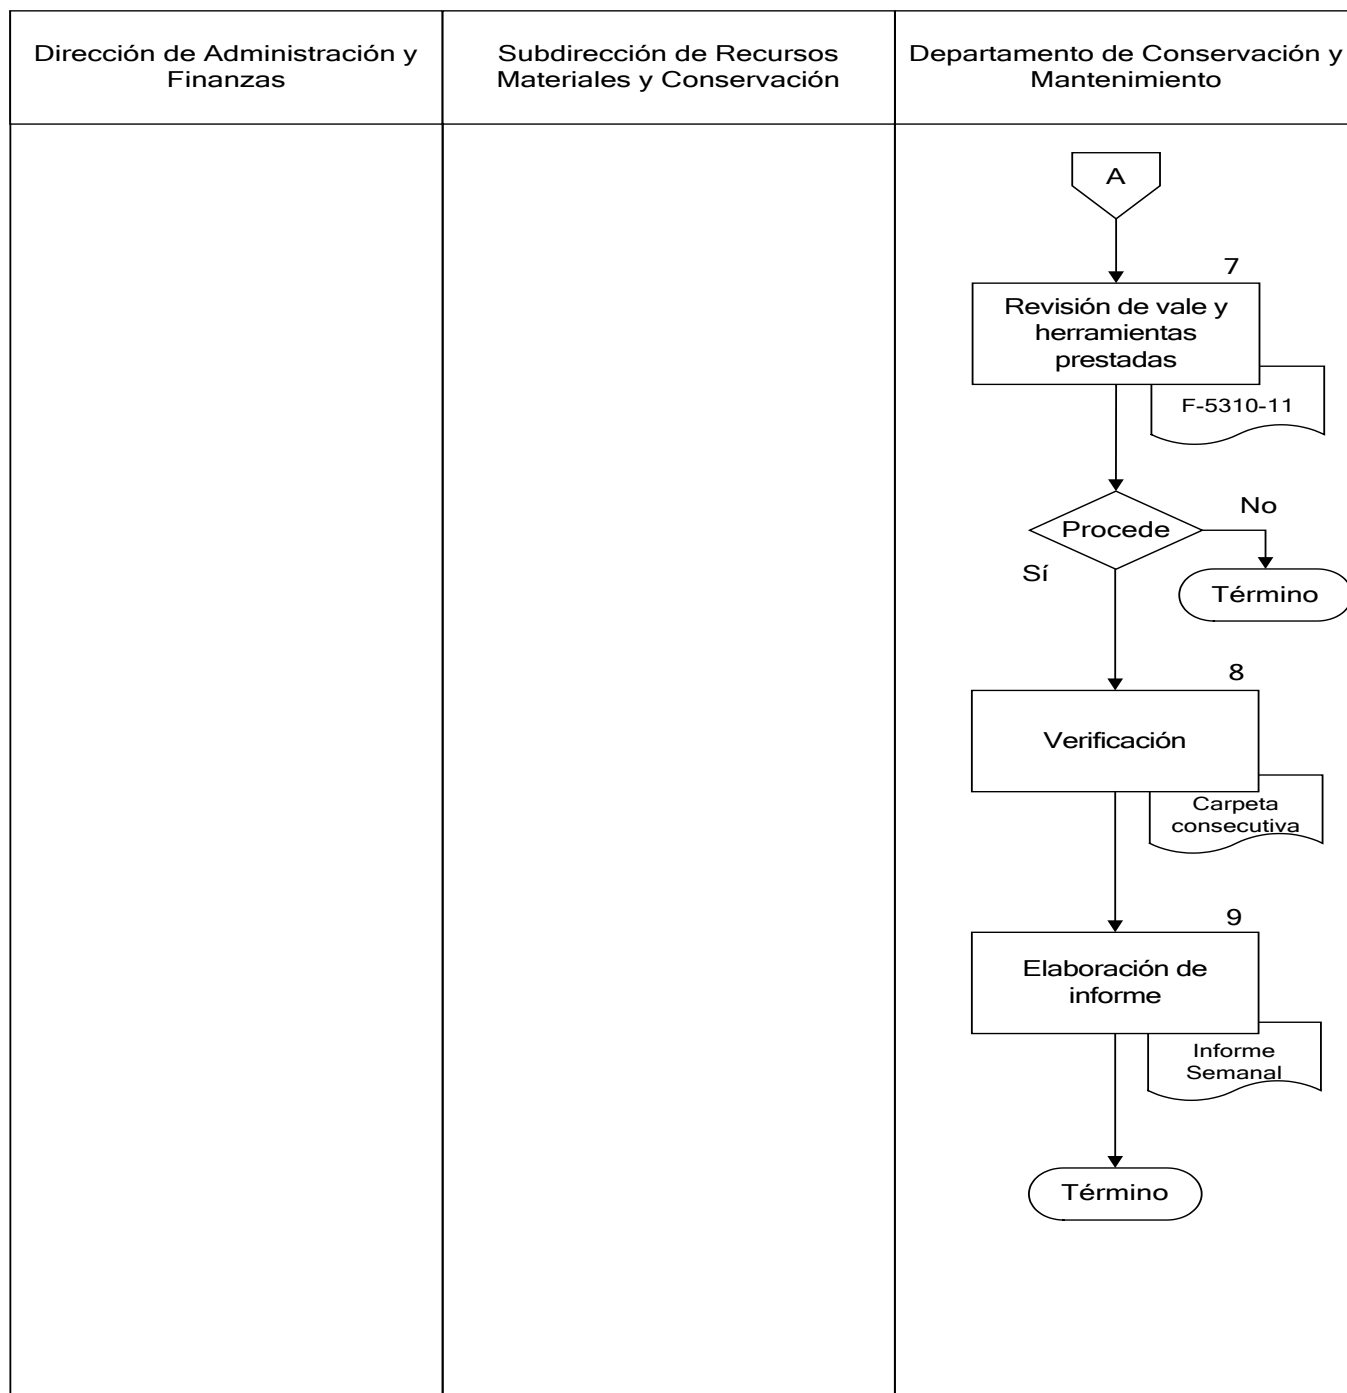 Dirección de Administración y
Finanzas
Subdirección de Recursos
Materiales y Conservación
Departamento de Conservación y
Mantenimiento
A
7
Revisión de vale y
herramientas
prestadas
F-5310-11
Procede
No
Sí
Término
8
Verificación
Carpeta
consecutiva
9
Elaboración de
informe
Informe
Semanal
Término